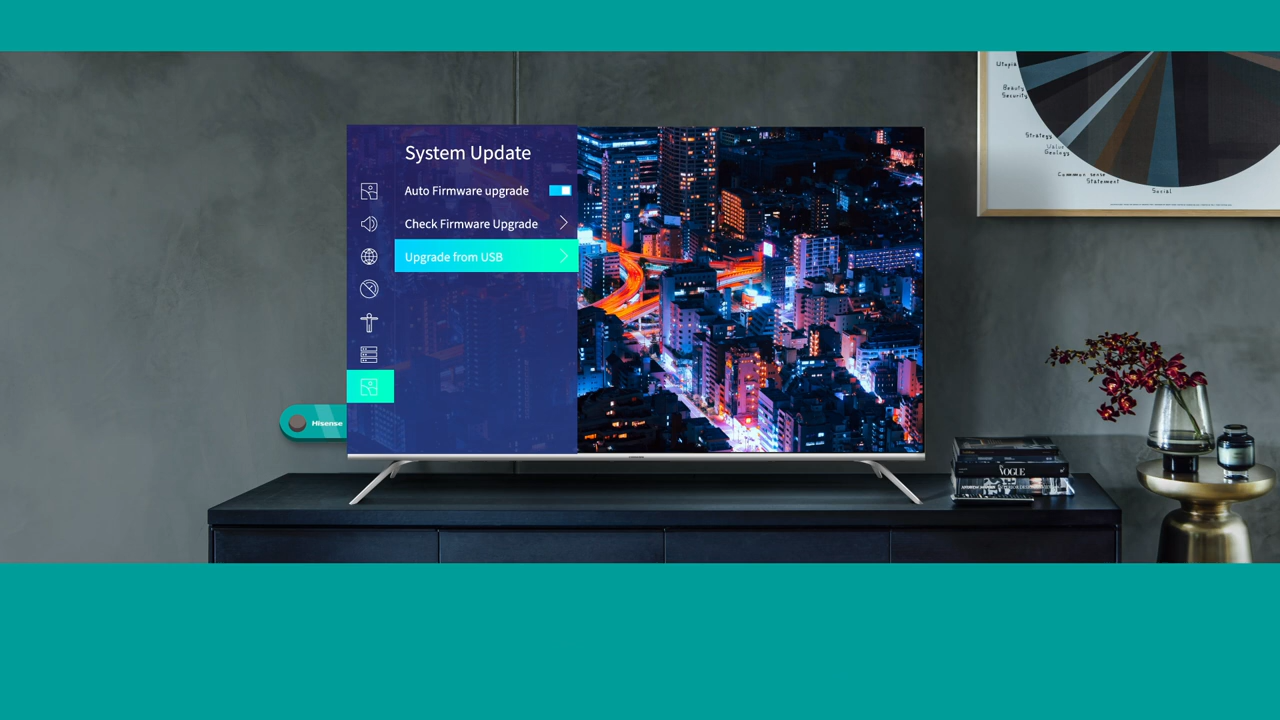 System Update
Auto Firmware upgrade
Check Firmware Upgrade
Upgrade from USB
Hisense
Utopia
Beauty
Security
Strategy
Value
Geology
Common sense
Statement
Social
VOGUE